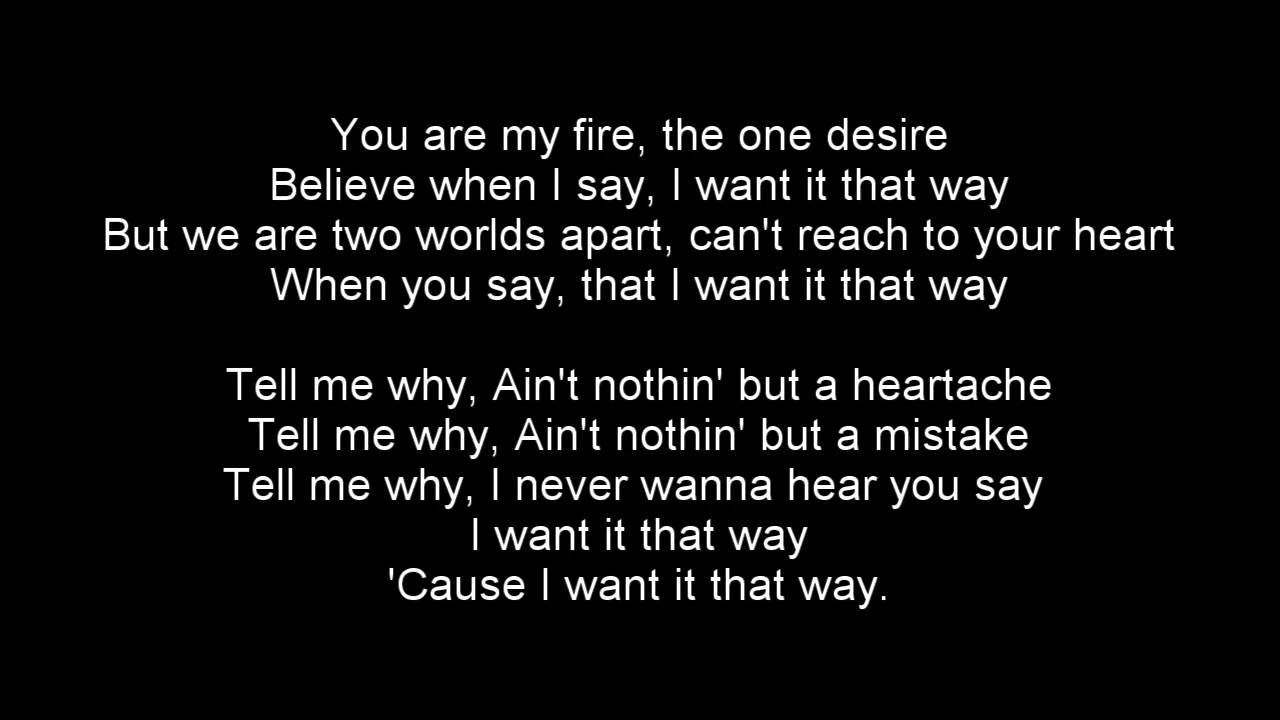 You are my fire, the one desire
Believe when I say, I want it that way
But we are two worlds apart, can't reach to your heart
When you say, that I want it that way
Tell me why, Ain't nothin' but a heartache
Tell me why, Ain't nothin' but a mistake
Tell me why, I never wanna hear you say
I want it that way
'Cause I want it that way.